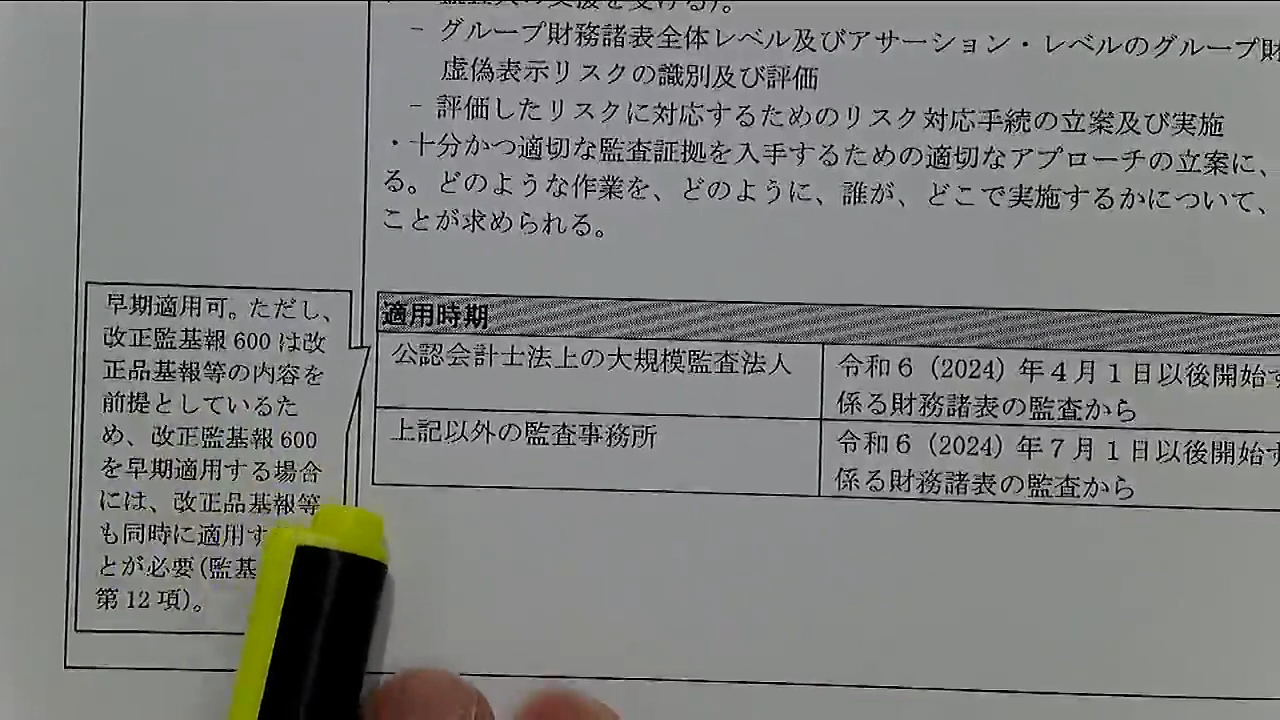 － グループ財務諸表全体レベル及びアサーション・レベルのグループ財
虚偽表示リスクの識別及び評価
－ 評価したリスクに対応するためのリスク対応手続の立案及び実施
・十分かつ適切な監査証拠を入手するための適切なアプローチの立案に、
る。どのような作業を、どのように、誰が、どこで実施するかについて、
ことが求められる。
早期適用可。ただし、
改正監基報 600 は改
正品基報等の内容を
前提としているた
め、改正監基報 600
を早期適用する場合
には、改正品基報等
も同時に適用す
とが必要(監基
第 12 項)。
適用時期
公認会計士法上の大規模監査法人
令和６（2024）年４月１日以後開始す
係る財務諸表の監査から
上記以外の監査事務所
令和６（2024）年７月１日以後開始す
係る財務諸表の監査から